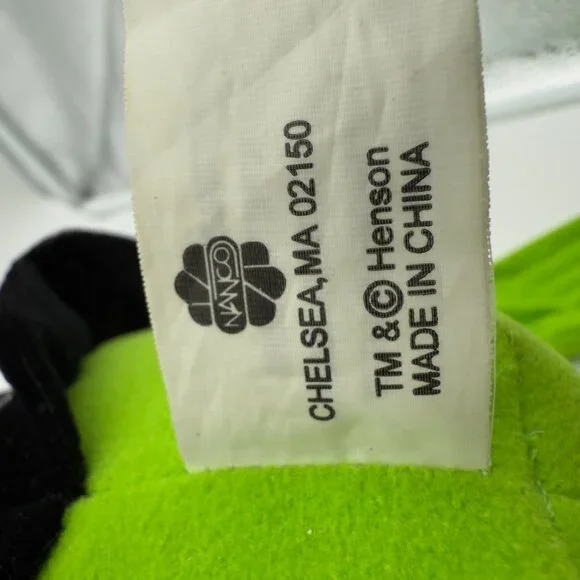 NANCO
CHELSEA, MA 02150
TM & © Henson
MADE IN CHINA